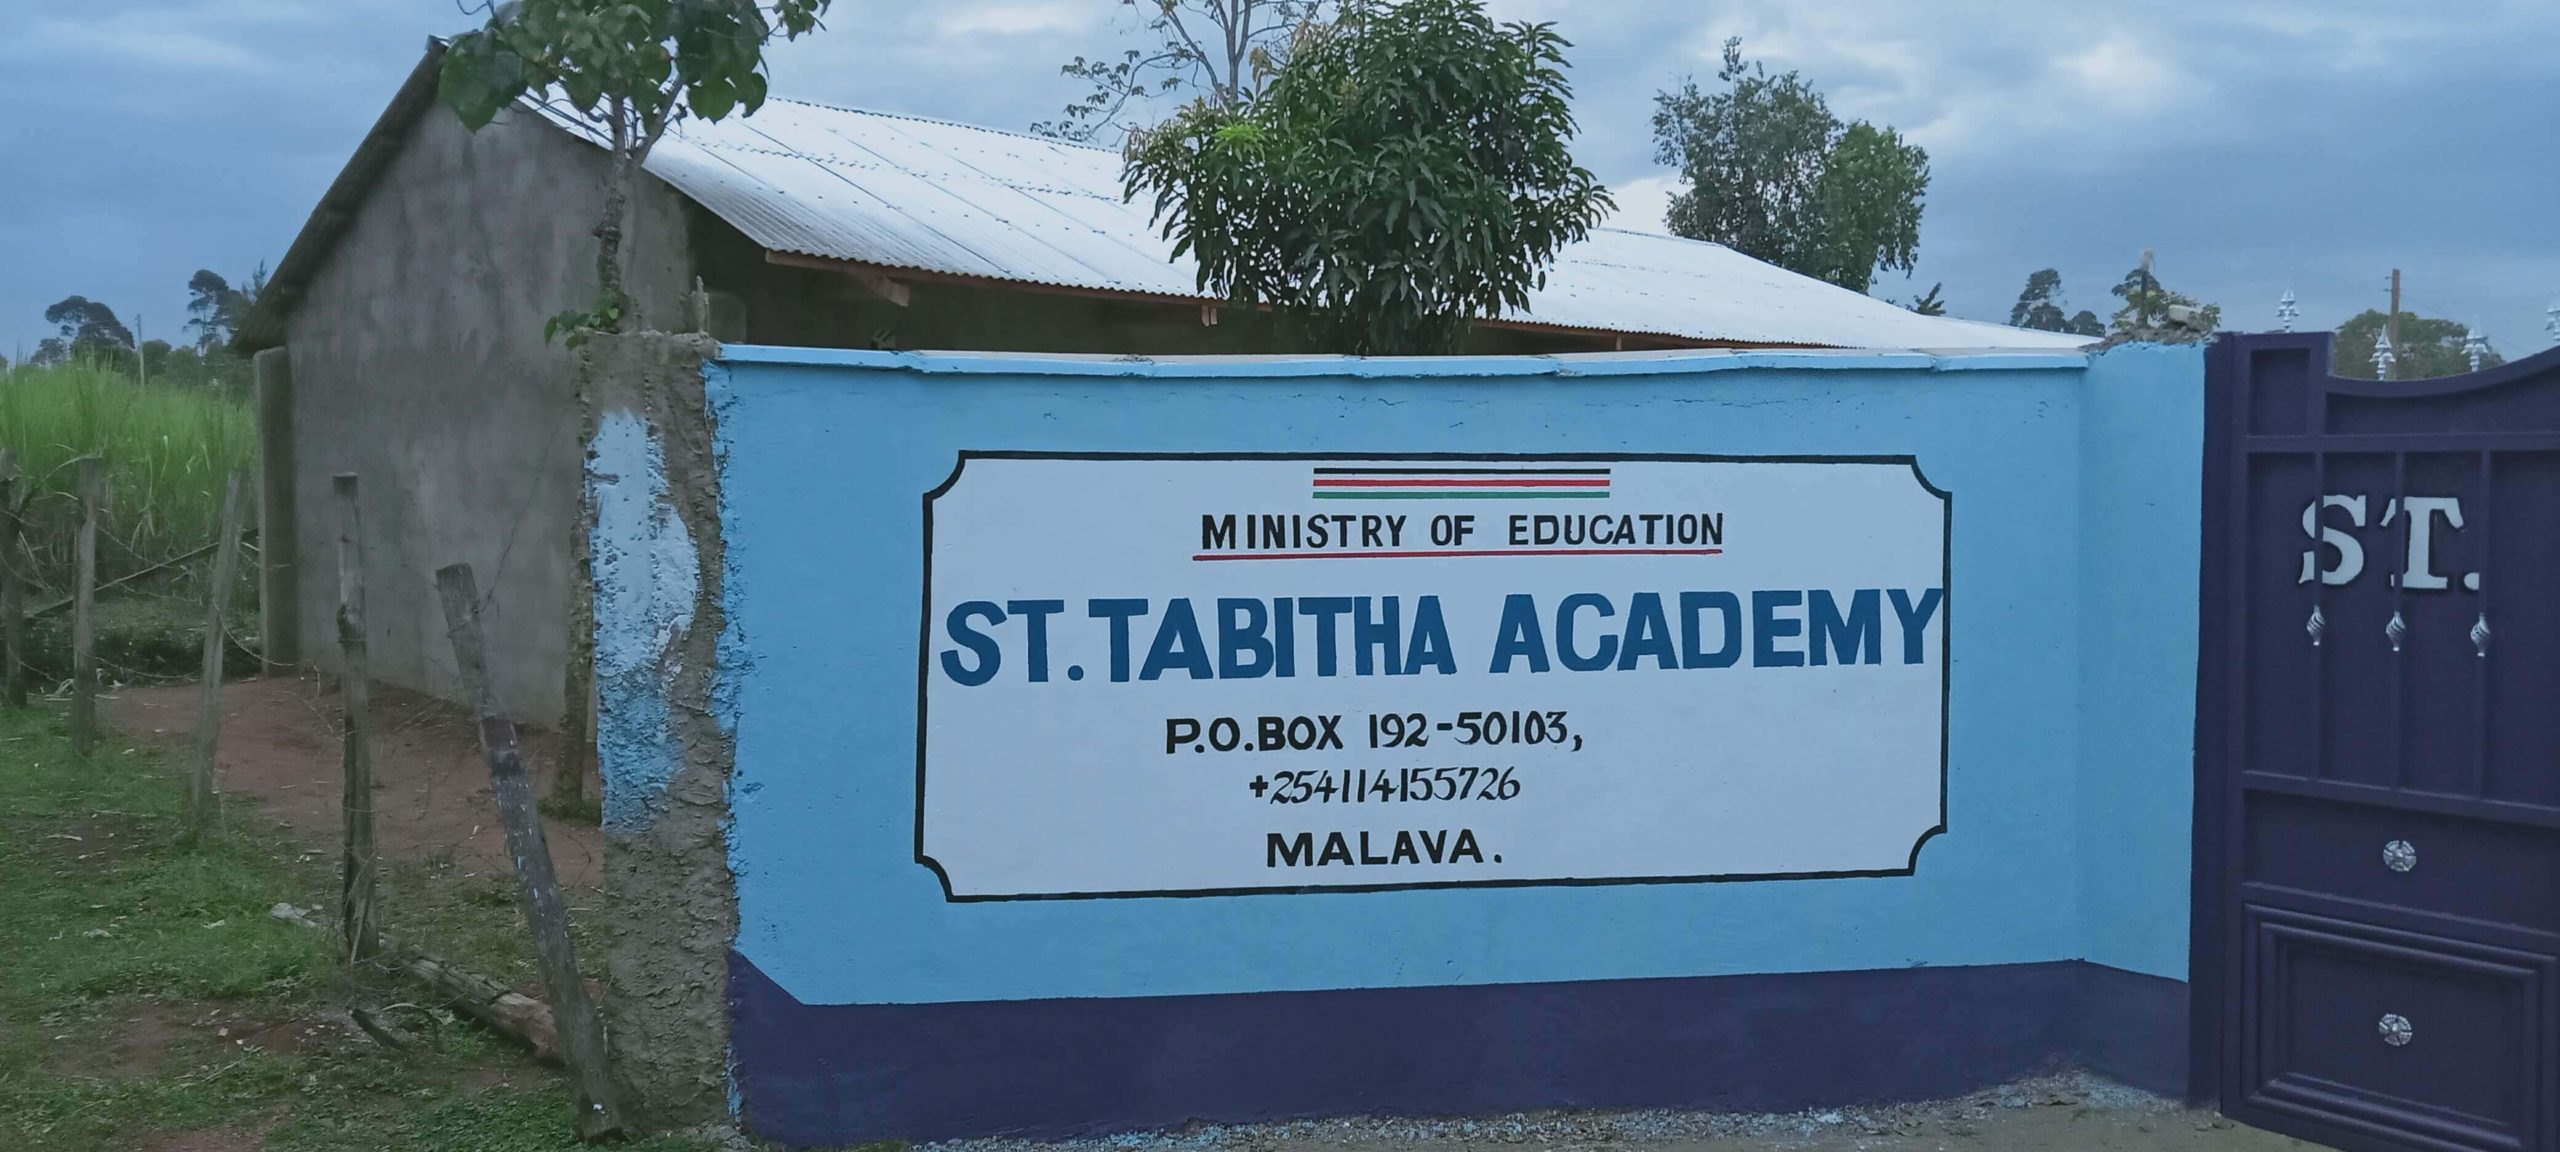 MINISTRY OF EDUCATION
ST. TABITHA ACADEMY
P.O. BOX 192-50103,
+254114155726
MALAVA.
ST.